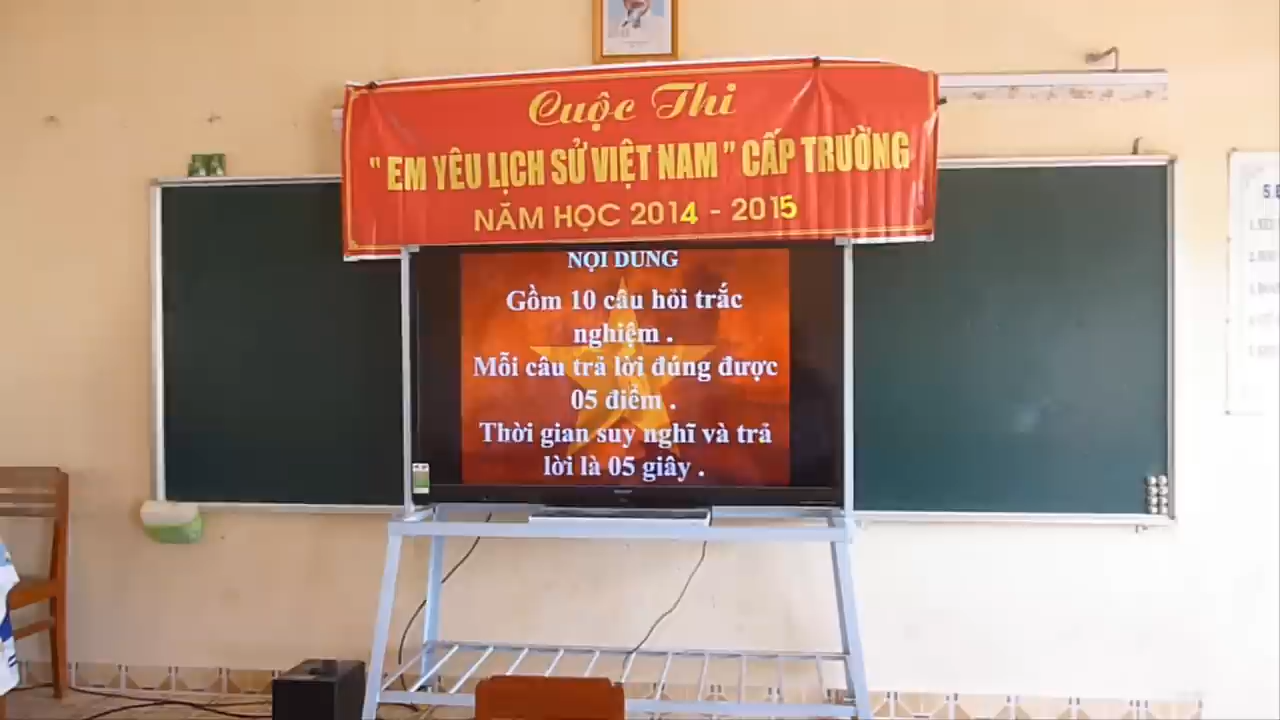 Cuộc Thi
" EM YÊU LỊCH SỬ VIỆT NAM " CẤP TRƯỜNG
NĂM HỌC 2014 - 2015
NỘI DUNG
Gồm 10 câu hỏi trắc
nghiệm .
Mỗi câu trả lời đúng được
05 điểm .
Thời gian suy nghĩ và trả
lời là 05 giây .